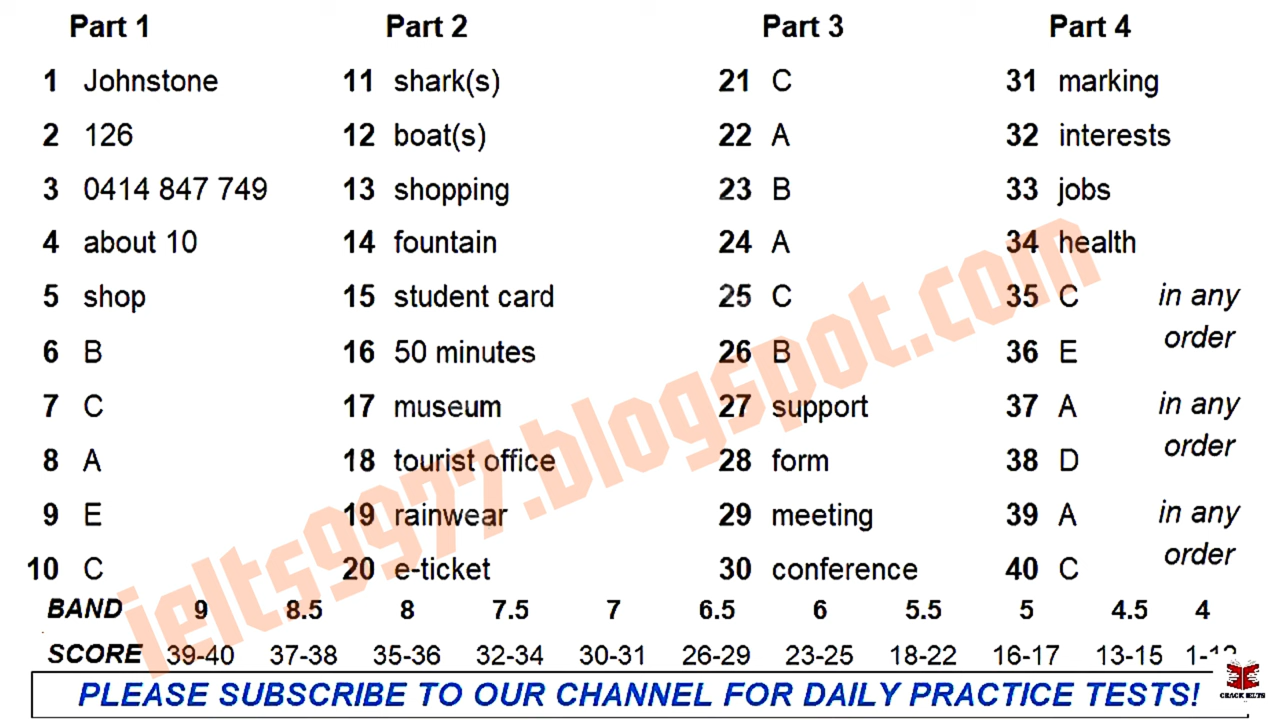 Part 1
1 Johnstone
2 126
3 0414 847 749
4 about 10
5 shop
6 B
7 C
8 A
9 E
10 C
Part 2
11 shark(s)
12 boat(s)
13 shopping
14 fountain
15 student card
16 50 minutes
17 museum
18 tourist office
19 rainwear
20 e-ticket
Part 3
21 C
22 A
23 B
24 A
25 C
26 B
27 support
28 form
29 meeting
30 conference
Part 4
31 marking
32 interests
33 jobs
34 health
35 C in any
order
36 E
37 A in any
order
38 D
39 A in any
order
40 C
BAND 9 8.5 8 7.5 7 6.5 6 5.5 5 4.5 4
SCORE 39-40 37-38 35-36 32-34 30-31 26-29 23-25 18-22 16-17 13-15
PLEASE SUBSCRIBE TO OUR CHANNEL FOR DAILY PRACTICE TESTS!
CRACK IELTS
ielts9977.blogspot.com